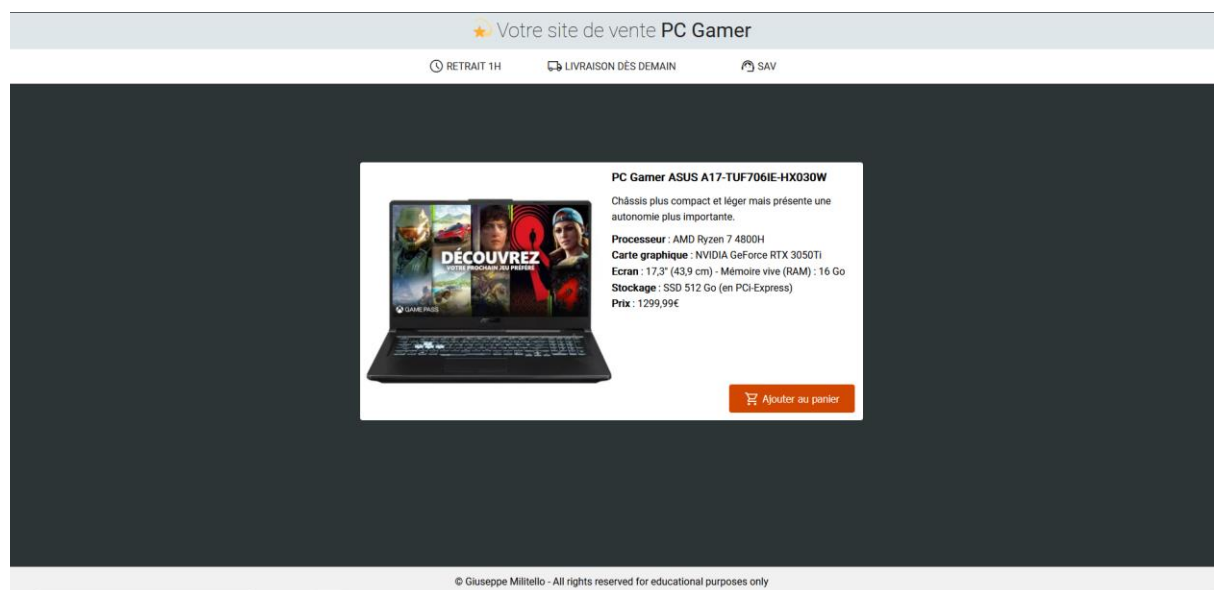 Votre site de vente PC Gamer
RETRAIT 1H
LIVRAISON DÈS DEMAIN
SAV
PC Gamer ASUS A17-TUF706IE-HX030W
Châssis plus compact et léger mais présente une
autonomie plus importante.
Processeur : AMD Ryzen 7 4800H
Carte graphique : NVIDIA GeForce RTX 3050Ti
Ecran : 17,3" (43,9 cm) - Mémoire vive (RAM) : 16 Go
Stockage : SSD 512 Go (en PCi-Express)
Prix : 1299,99€
DÉCOUVREZ
VOTRE PROCHAIN JEU PRÉFÉRÉ
GAME PASS
Ajouter au panier
© Giuseppe Militello - All rights reserved for educational purposes only